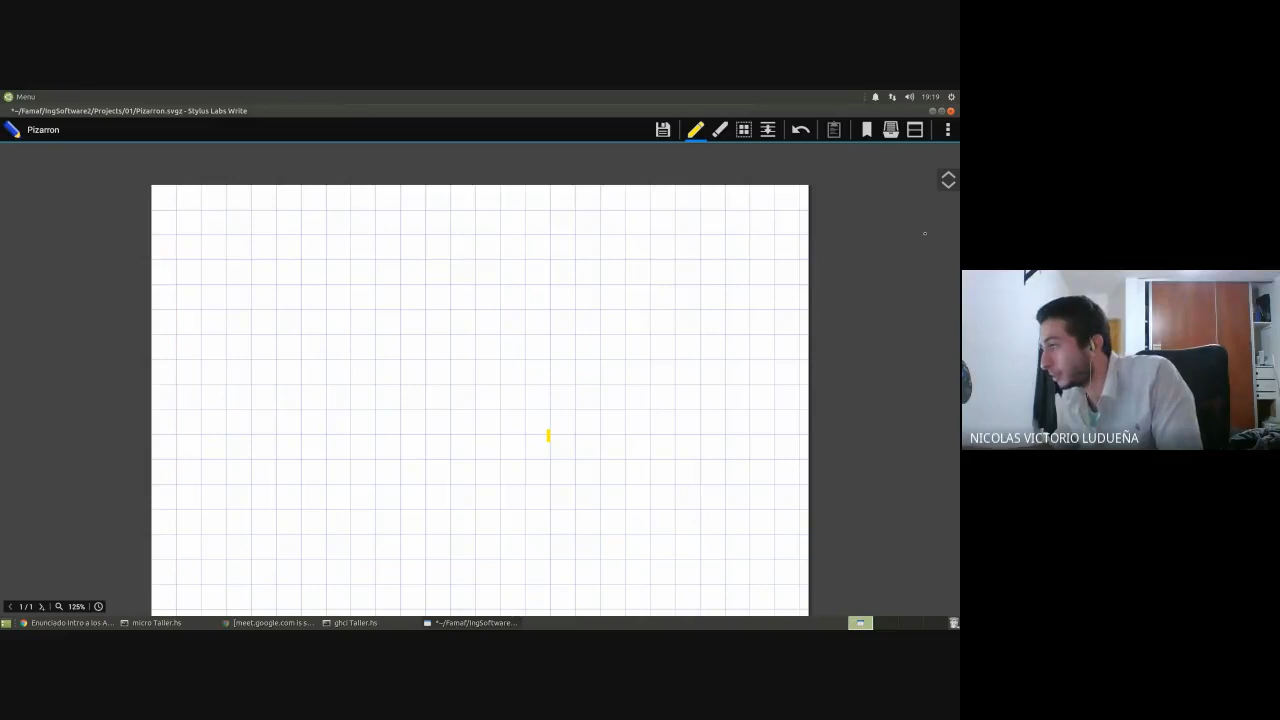 Menu
19:19
*~/Famaf/IngSoftware2/Projects/01/Pizarron.svgz - Stylus Labs Write
Pizarron
NICOLAS VICTORIO LUDUEÑA
1/1
125%
Enunciado Intro a los A...
micro Taller.hs
[meet.google.com is s...
ghci Taller.hs
*~/Famaf/IngSoftware...